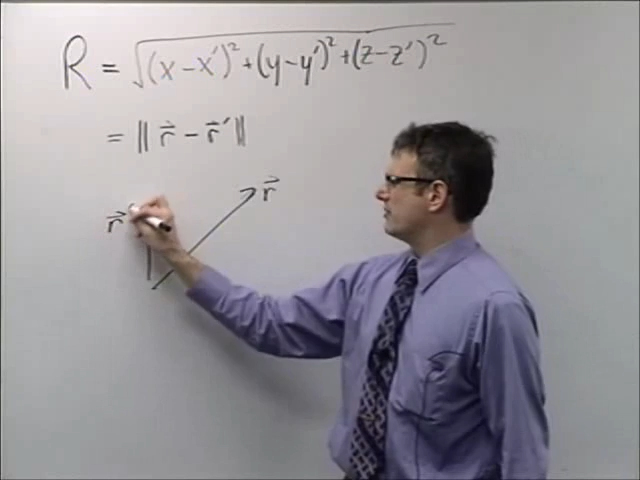 R = √(x-x')² + (y-y')² + (z-z')²
= ‖ r⃗ - r⃗' ‖
r⃗
r⃗